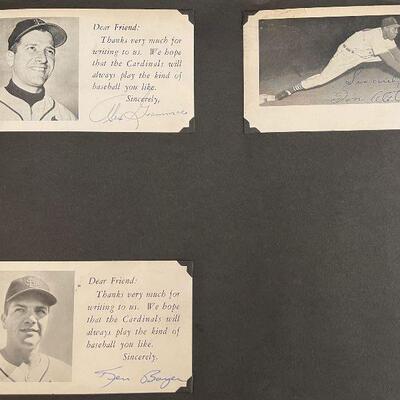 Dear Friend:
Thanks very much for
writing to us. We hope
that the Cardinals will
always play the kind of
baseball you like.
Sincerely,
Sincerely
Dear Friend:
Thanks very much for
writing to us. We hope
that the Cardinals will
always play the kind of
baseball you like.
Sincerely,
Ken Boyer